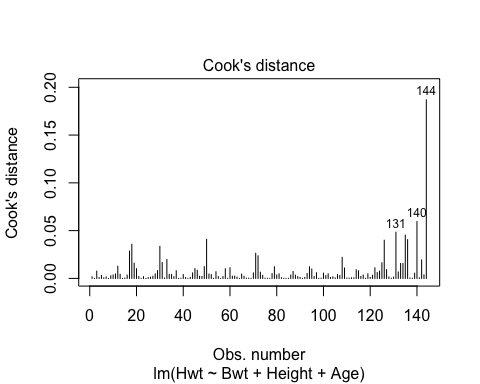 Cook's distance
144
140
131
0.20
0.15
0.10
0.05
0.00
Cook's distance
0 20 40 60 80 100 120 140
Obs. number
lm(Hwt ~ Bwt + Height + Age)